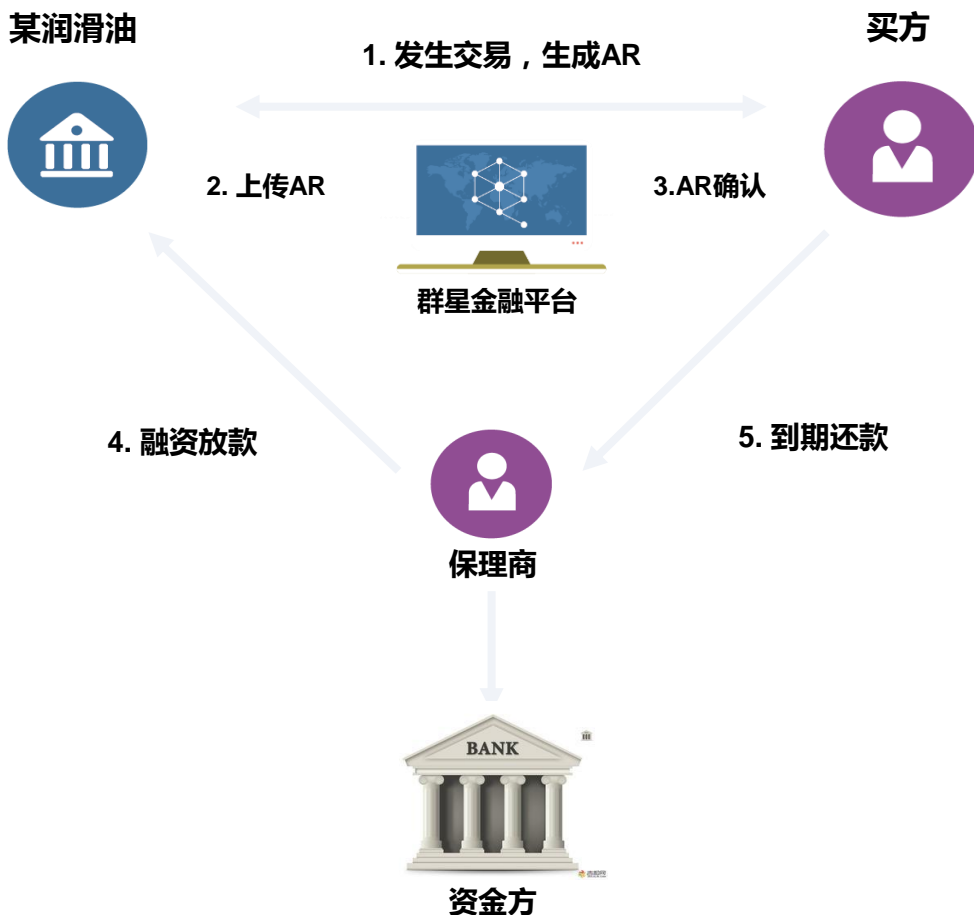 某润滑油
买方
1. 发生交易，生成AR
2. 上传AR
3.AR确认
群星金融平台
4. 融资放款
5. 到期还款
保理商
BANK
资金方